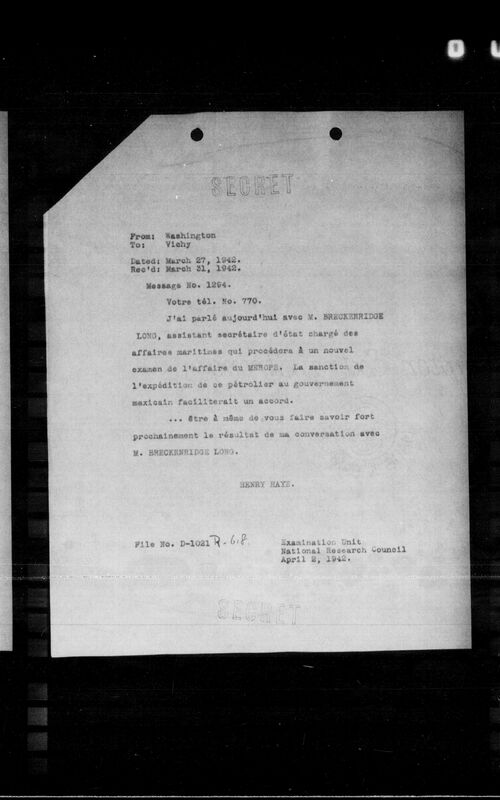 SECRET
From: Washington
To: Vichy
Dated: March 27, 1942.
Rec'd: March 31, 1942.
Message No. 1294.
Votre tél. No. 770.
J'ai parlé aujourd'hui avec M. BRECKENRIDGE
LONG, assistant secrétaire d'état chargé des
affaires maritimes qui procédera à un nouvel
examen de l'affaire du MEROPE. La sanction de
l'expédition de ce pétrolier au gouvernement
mexicain faciliterait un accord.
... être à même de vous faire savoir fort
prochainement le résultat de ma conversation avec
M. BRECKENRIDGE LONG.
HENRY HAYE.
File No. D-1021 R-618.
Examination Unit
National Research Council
April 2, 1942.
SECRET